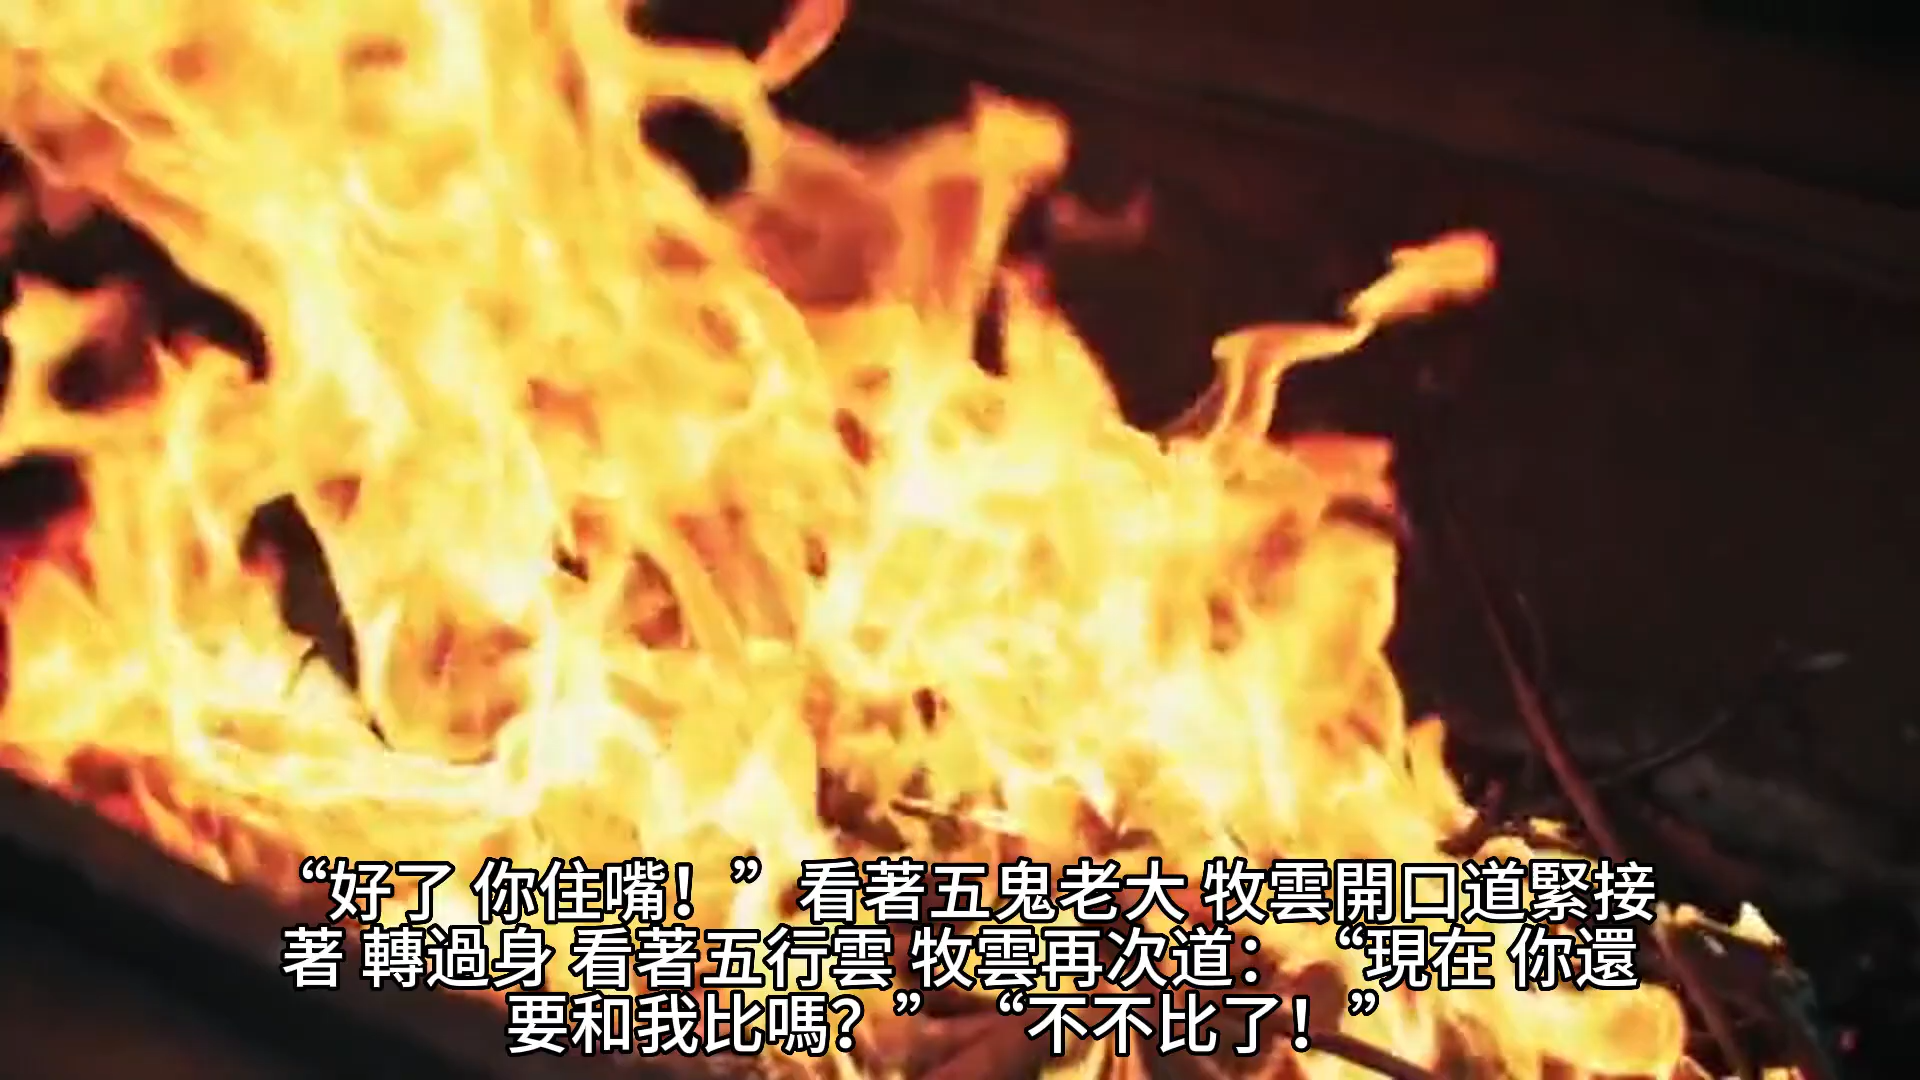 “好了 你住嘴！”看著五鬼老大 牧雲開口道緊接
著 轉過身 看著五行雲 牧雲再次道：“現在 你還
要和我比嗎？”“不不比了！”